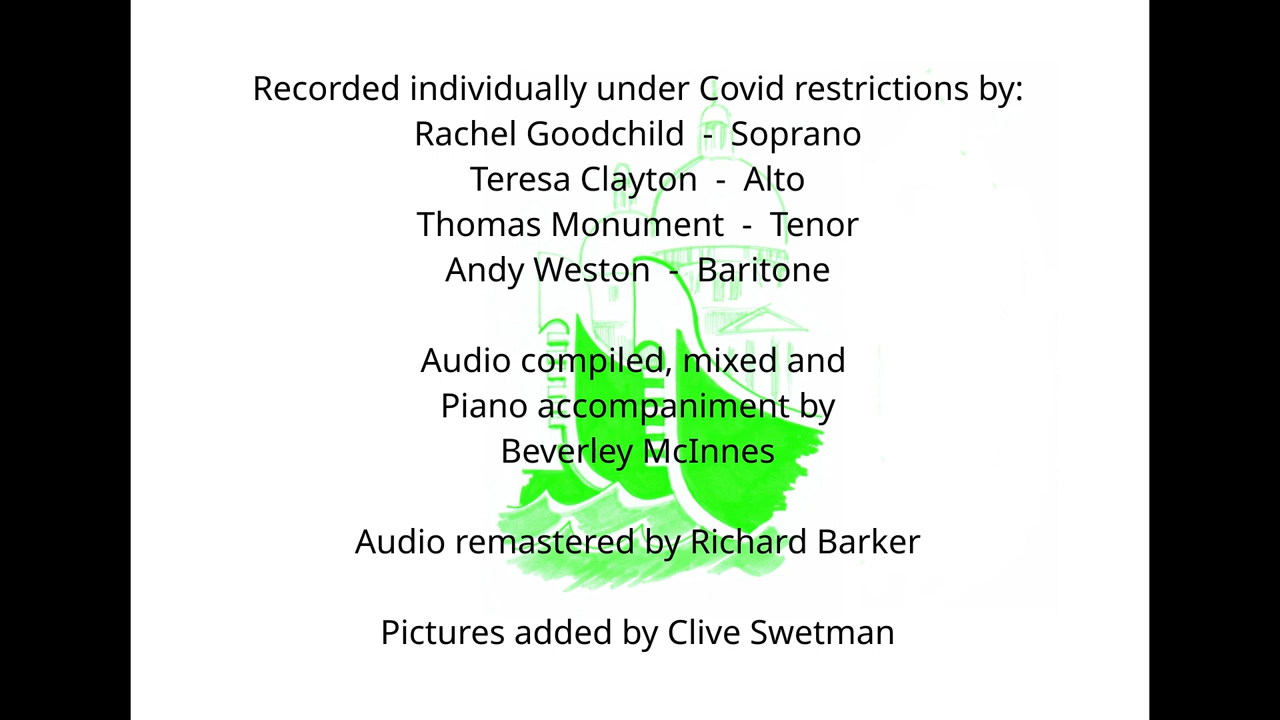 Recorded individually under Covid restrictions by:
Rachel Goodchild - Soprano
Teresa Clayton - Alto
Thomas Monument - Tenor
Andy Weston - Baritone
Audio compiled, mixed and
Piano accompaniment by
Beverley McInnes
Audio remastered by Richard Barker
Pictures added by Clive Swetman